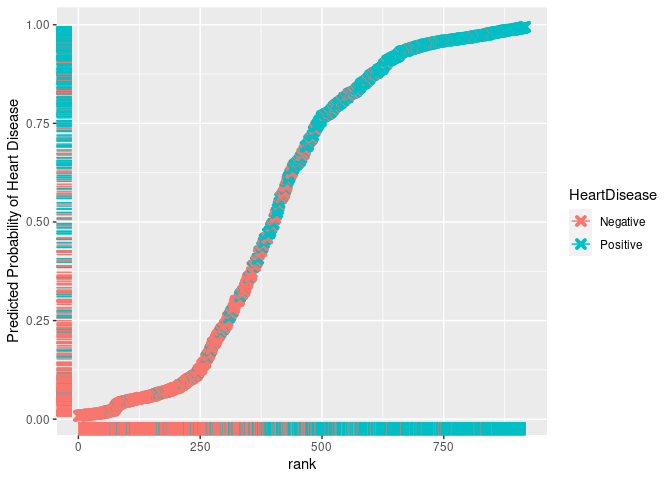 1.00
0.75
0.50
0.25
0.00
Predicted Probability of Heart Disease
0 250 500 750
rank
HeartDisease
Negative
Positive